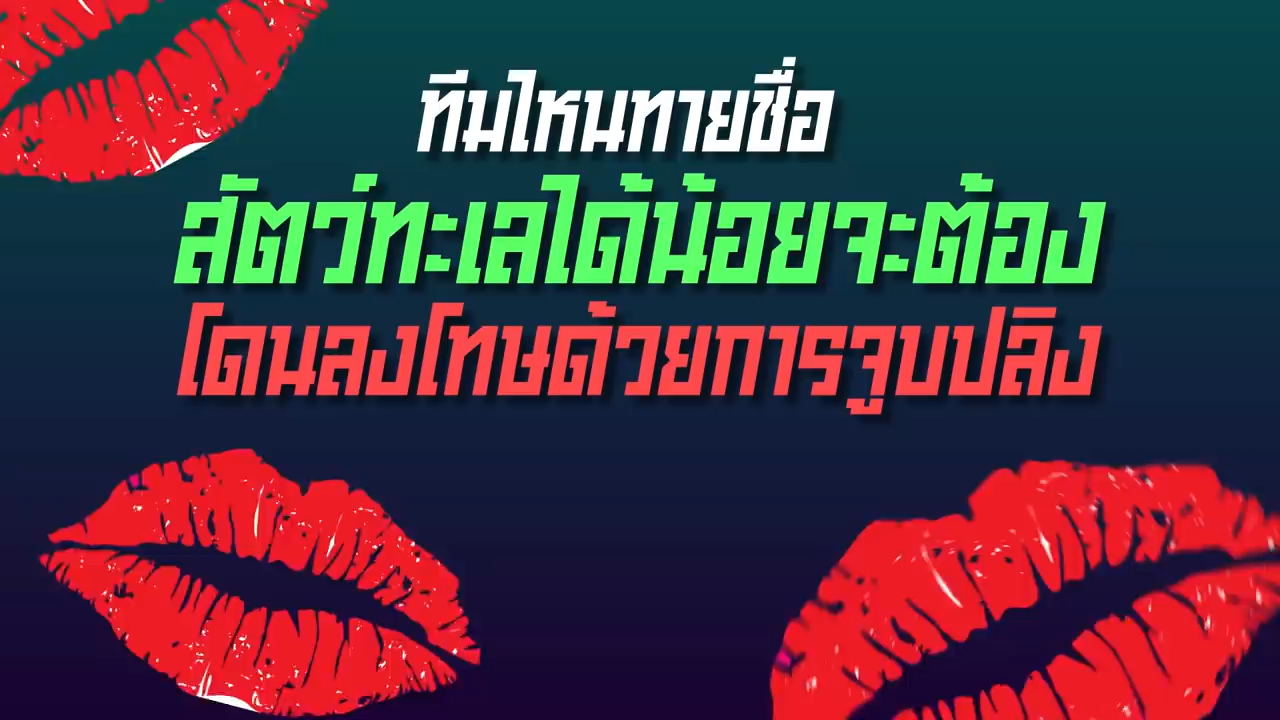 ทีมไหนทายชื่อ
สัตว์ทะเลได้น้อยจะต้อง
โดนลงโทษด้วยการจูบปลิง